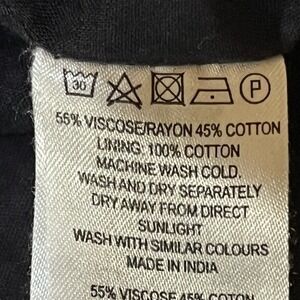 30 P
55% VISCOSE/RAYON 45% COTTON
LINING: 100% COTTON
MACHINE WASH COLD,
WASH AND DRY SEPARATELY
DRY AWAY FROM DIRECT
SUNLIGHT
WASH WITH SIMILAR COLOURS
MADE IN INDIA
55% VISCOSE 45% COTON